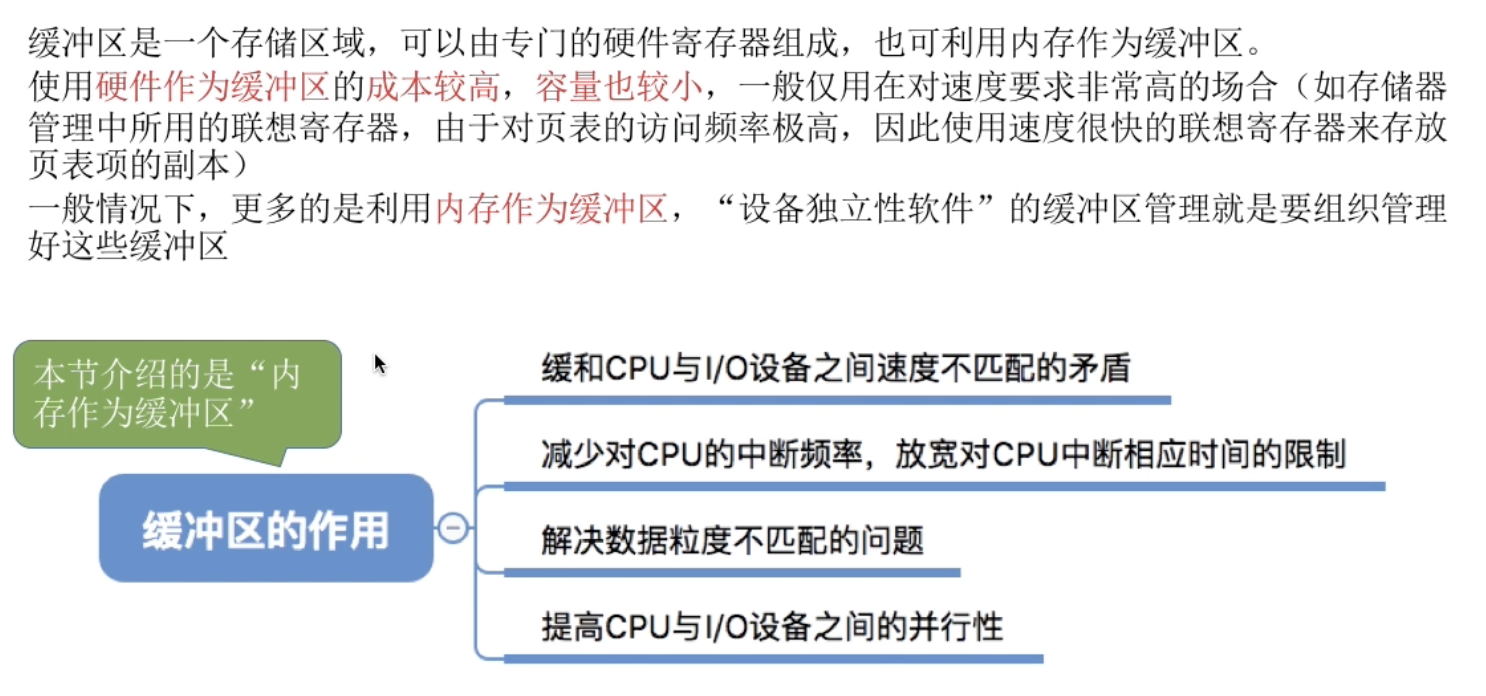 缓冲区是一个存储区域，可以由专门的硬件寄存器组成，也可利用内存作为缓冲区。
使用硬件作为缓冲区的成本较高，容量也较小，一般仅用在对速度要求非常高的场合（如存储器
管理中所用的联想寄存器，由于对页表的访问频率极高，因此使用速度很快的联想寄存器来存放
页表项的副本）
一般情况下，更多的是利用内存作为缓冲区，“设备独立性软件”的缓冲区管理就是要组织管理
好这些缓冲区
本节介绍的是“内
存作为缓冲区”
缓冲区的作用
缓和CPU与I/O设备之间速度不匹配的矛盾
减少对CPU的中断频率，放宽对CPU中断相应时间的限制
解决数据粒度不匹配的问题
提高CPU与I/O设备之间的并行性